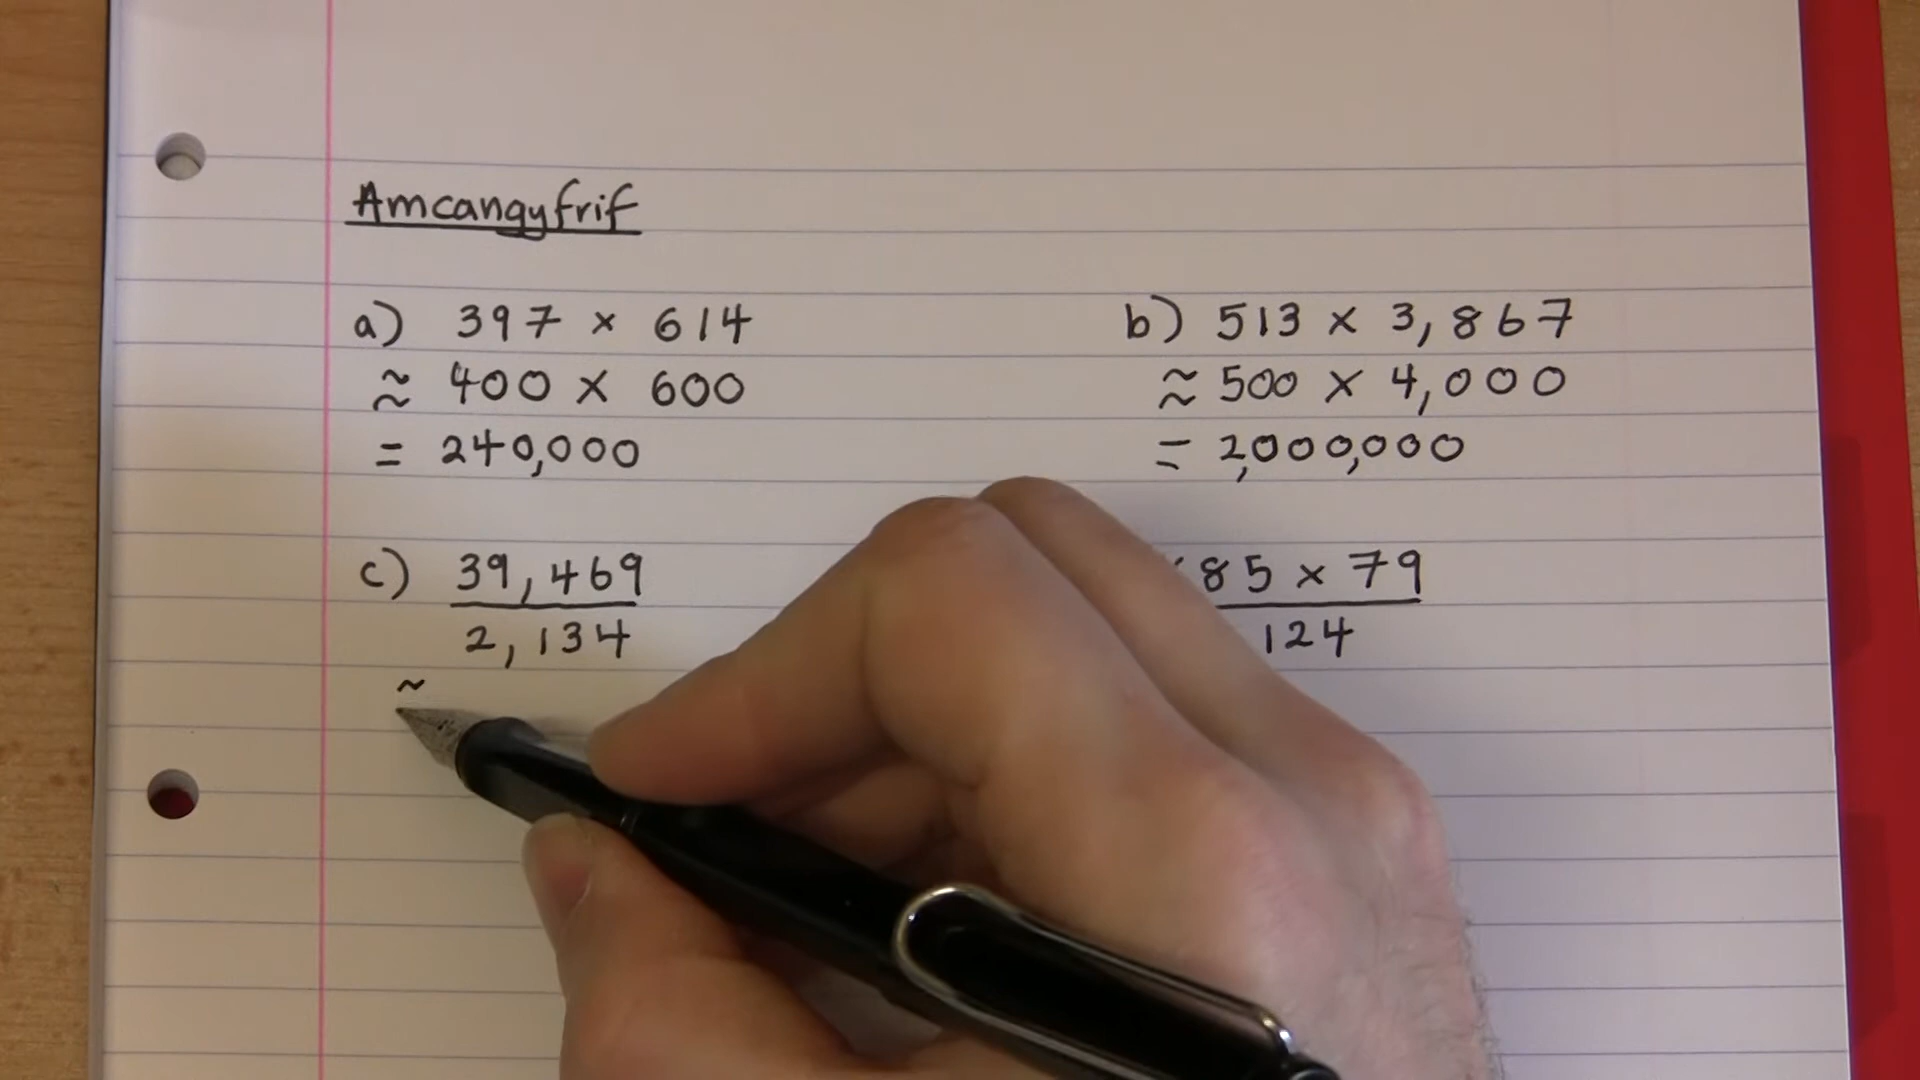 Amcangyfrif
a) 397 × 614
≈ 400 × 600
= 240,000
b) 513 × 3,867
≈ 500 × 4,000
= 2,000,000
c) 39,469
2,134
~
85 × 79
124